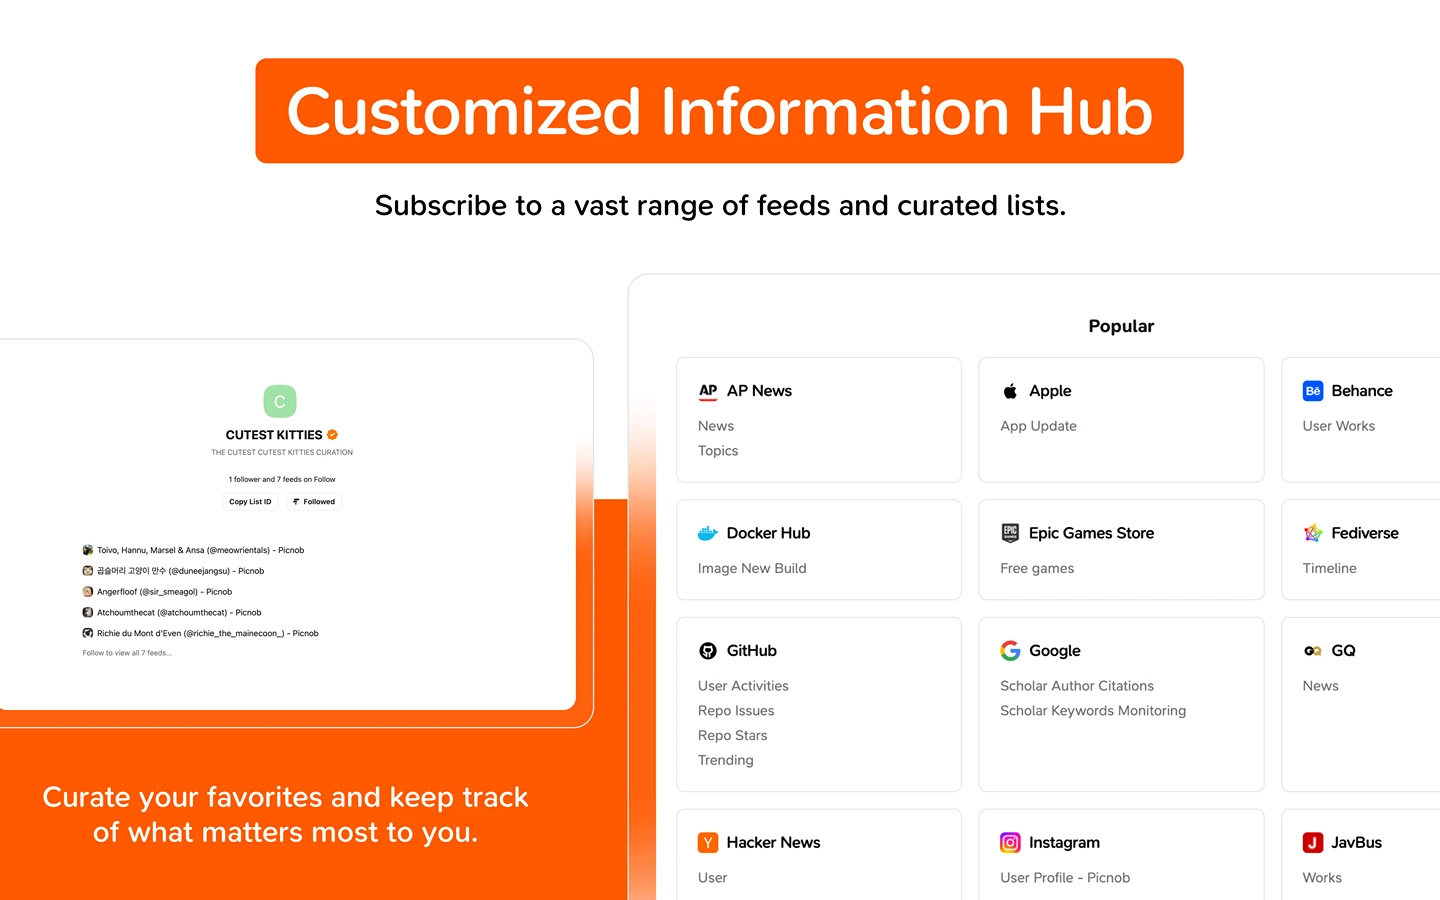 Customized Information Hub
Subscribe to a vast range of feeds and curated lists.
C
CUTEST KITTIES
THE CUTEST CUTEST KITTIES CURATION
1 follower and 7 feeds on Follow
Copy List ID
Followed
Toivo, Hannu, Marsel & Ansa (@meowrientals) - Picnob
곱슬머리 고양이 만수 (@duneejangsu) - Picnob
Angerfloof (@sir_smeagol) - Picnob
Atchoumthecat (@atchoumthecat) - Picnob
Richie du Mont d'Even (@richie_the_mainecoon_) - Picnob
Follow to view all 7 feeds...
Curate your favorites and keep track
of what matters most to you.
Popular
AP AP News
News
Topics
Apple
App Update
Bē Behance
User Works
Docker Hub
Image New Build
EPIC GAMES Epic Games Store
Free games
Fediverse
Timeline
GitHub
User Activities
Repo Issues
Repo Stars
Trending
G Google
Scholar Author Citations
Scholar Keywords Monitoring
GQ GQ
News
Y Hacker News
User
Instagram
User Profile - Picnob
J JavBus
Works